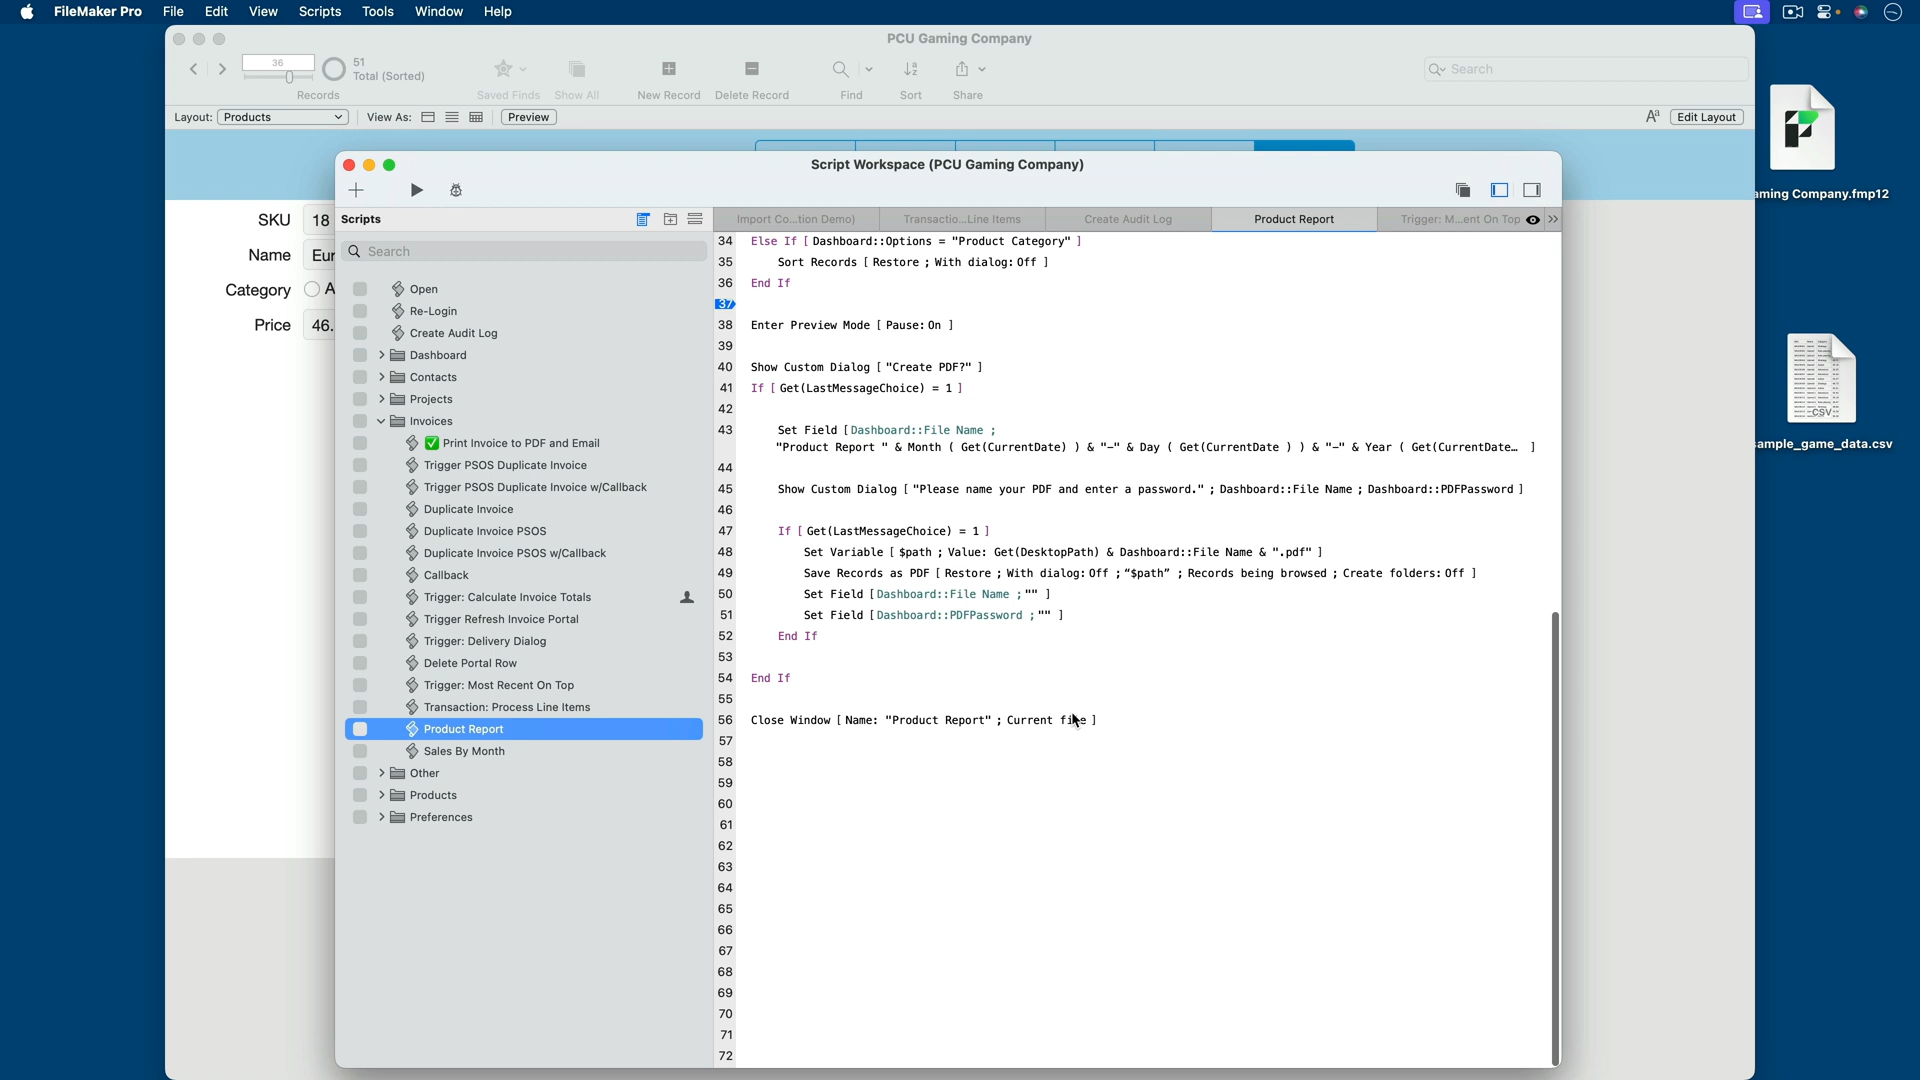 FileMaker Pro File Edit View Scripts Tools Window Help
PCU Gaming Company
36
51
Total (Sorted)
Search
Records
Saved Finds Show All New Record Delete Record Find Sort Share
Layout: Products View As: Preview Aa Edit Layout
Script Workspace (PCU Gaming Company)
aming Company.fmp12
Scripts
Import Co...tion Demo) Transactio...Line Items Create Audit Log Product Report Trigger: M...ent On Top
Search
SKU 18
Name Eur
Category A
Price 46.
Open
Re-Login
Create Audit Log
Dashboard
Contacts
Projects
Invoices
Print Invoice to PDF and Email
Trigger PSOS Duplicate Invoice
Trigger PSOS Duplicate Invoice w/Callback
Duplicate Invoice
Duplicate Invoice PSOS
Duplicate Invoice PSOS w/Callback
Callback
Trigger: Calculate Invoice Totals
Trigger Refresh Invoice Portal
Trigger: Delivery Dialog
Delete Portal Row
Trigger: Most Recent On Top
Transaction: Process Line Items
Product Report
Sales By Month
Other
Products
Preferences
34 Else If [ Dashboard::Options = "Product Category" ]
35 Sort Records [ Restore ; With dialog: Off ]
36 End If
37
38 Enter Preview Mode [ Pause: On ]
39
40 Show Custom Dialog [ "Create PDF?" ]
41 If [ Get(LastMessageChoice) = 1 ]
42
43 Set Field [ Dashboard::File Name ;
"Product Report " & Month ( Get(CurrentDate) ) & "-" & Day ( Get(CurrentDate ) ) & "-" & Year ( Get(CurrentDate… ]
44
45 Show Custom Dialog [ "Please name your PDF and enter a password." ; Dashboard::File Name ; Dashboard::PDFPassword ]
46
47 If [ Get(LastMessageChoice) = 1 ]
48 Set Variable [ $path ; Value: Get(DesktopPath) & Dashboard::File Name & ".pdf" ]
49 Save Records as PDF [ Restore ; With dialog: Off ; “$path” ; Records being browsed ; Create folders: Off ]
50 Set Field [ Dashboard::File Name ; "" ]
51 Set Field [ Dashboard::PDFPassword ; "" ]
52 End If
53
54 End If
55
56 Close Window [ Name: "Product Report" ; Current file ]
57
58
59
60
61
62
63
64
65
66
67
68
69
70
71
72
CSV
ample_game_data.csv